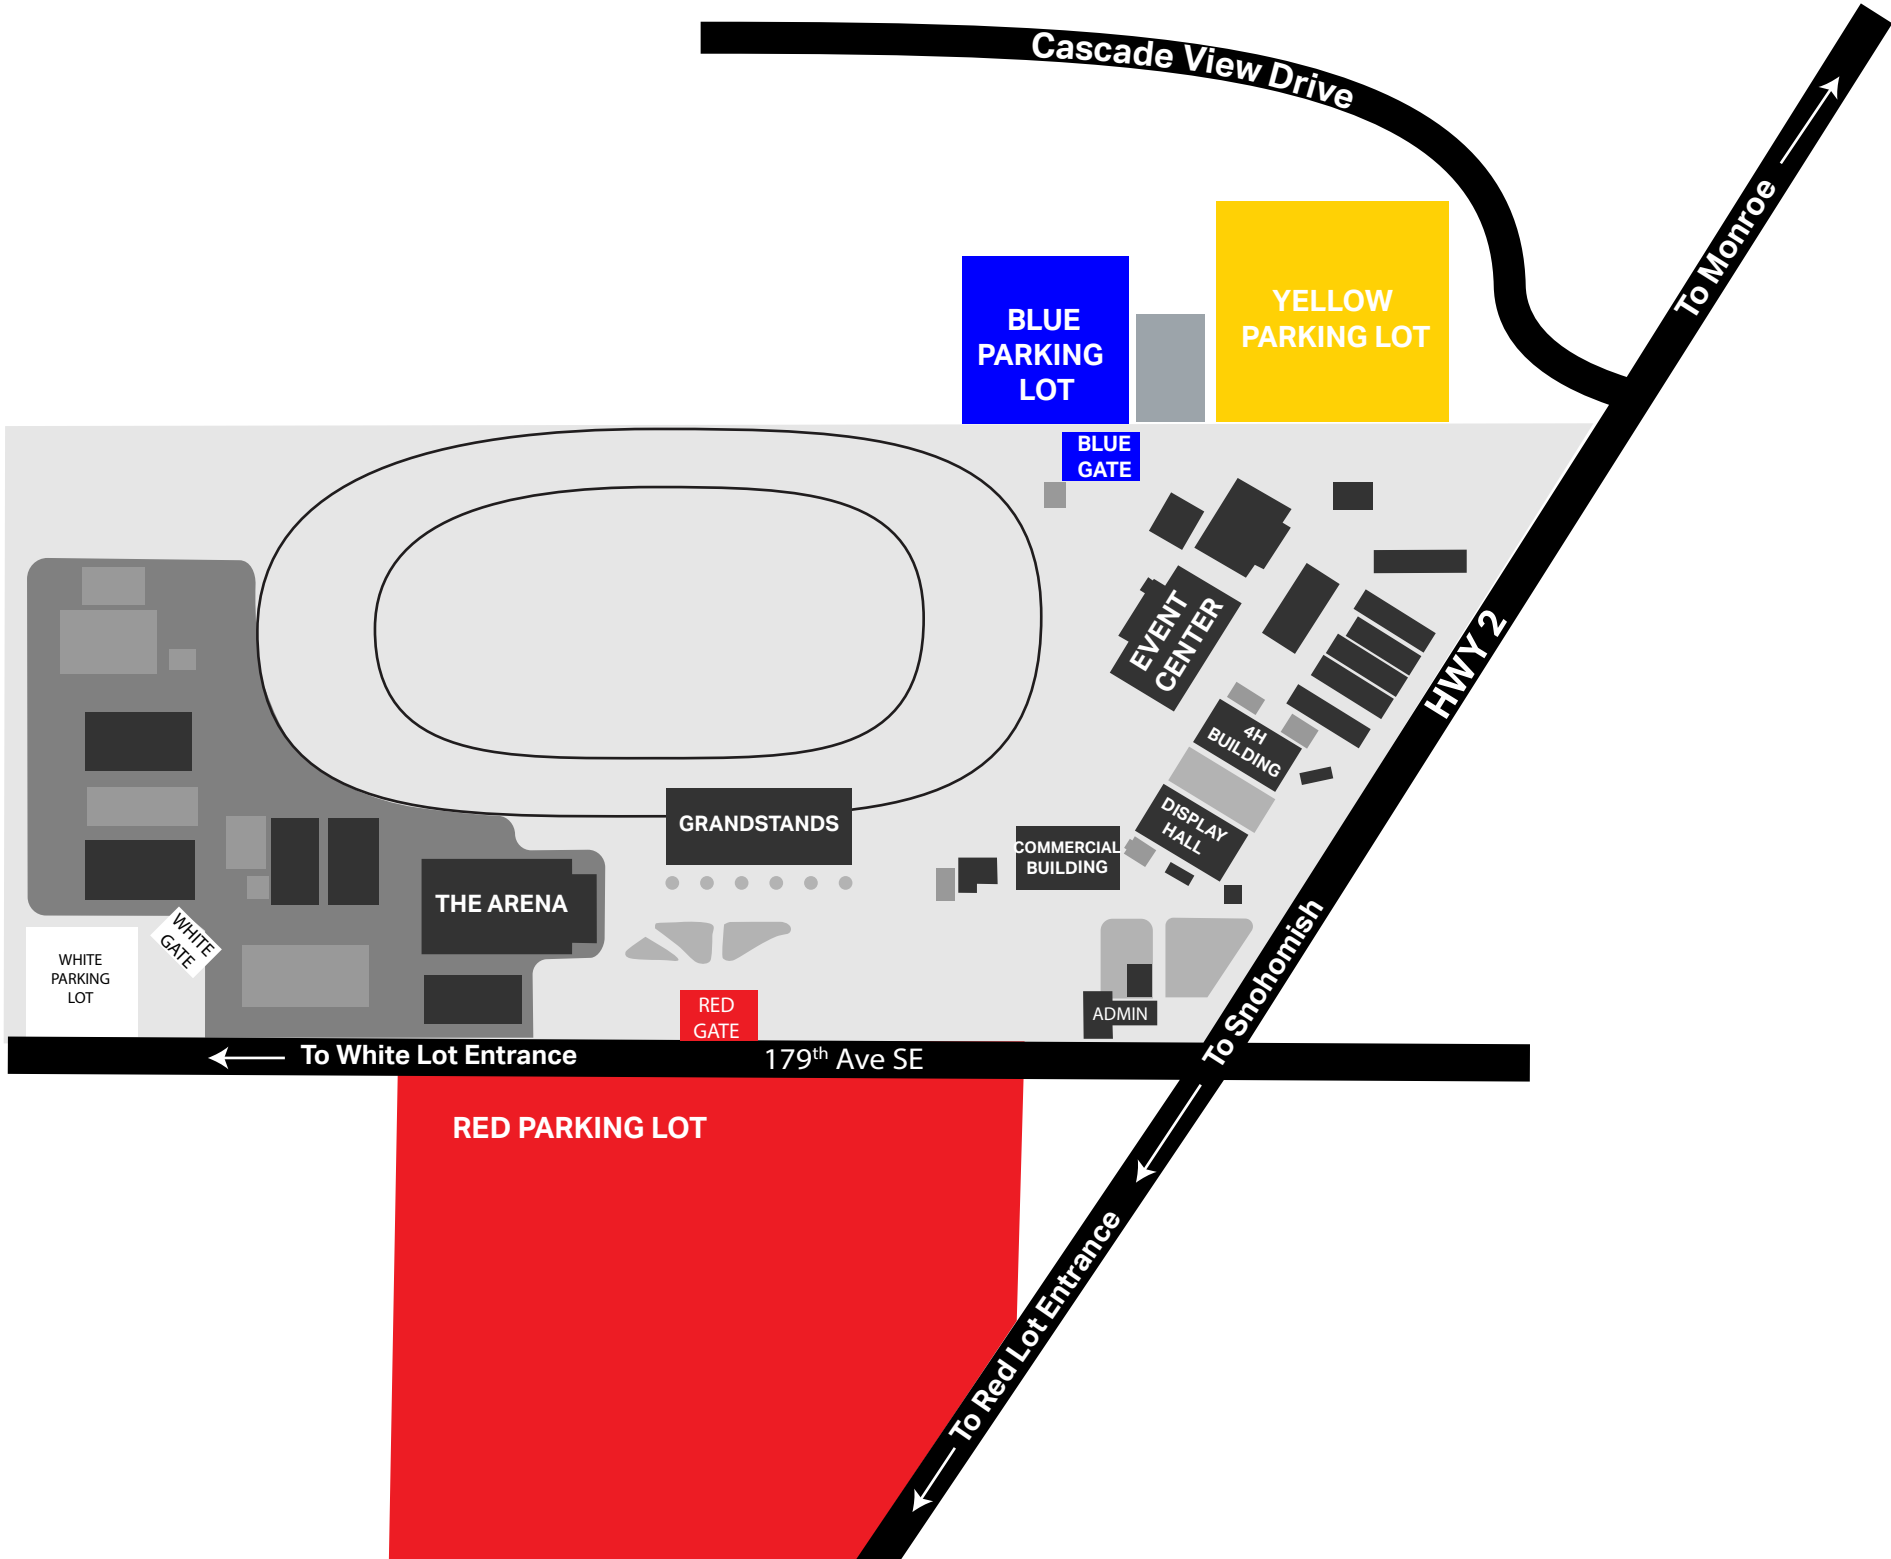 Cascade View Drive
To Monroe
YELLOW
PARKING LOT
BLUE
PARKING
LOT
BLUE
GATE
EVENT
CENTER
HWY 2
4H
BUILDING
DISPLAY
HALL
GRANDSTANDS
COMMERCIAL
BUILDING
THE ARENA
WHITE
GATE
WHITE
PARKING
LOT
RED
GATE
ADMIN
To Snohomish
To White Lot Entrance
179th Ave SE
RED PARKING LOT
To Red Lot Entrance